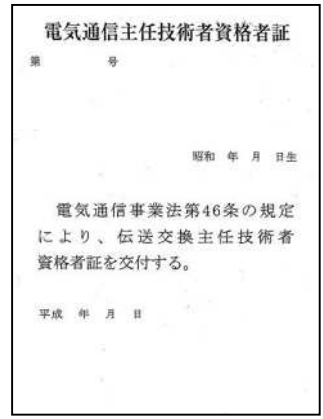 電気通信主任技術者資格者証
第 号
昭和 年 月 日生
電気通信事業法第46条の規定
により、伝送交換主任技術者
資格者証を交付する。
平成 年 月 日